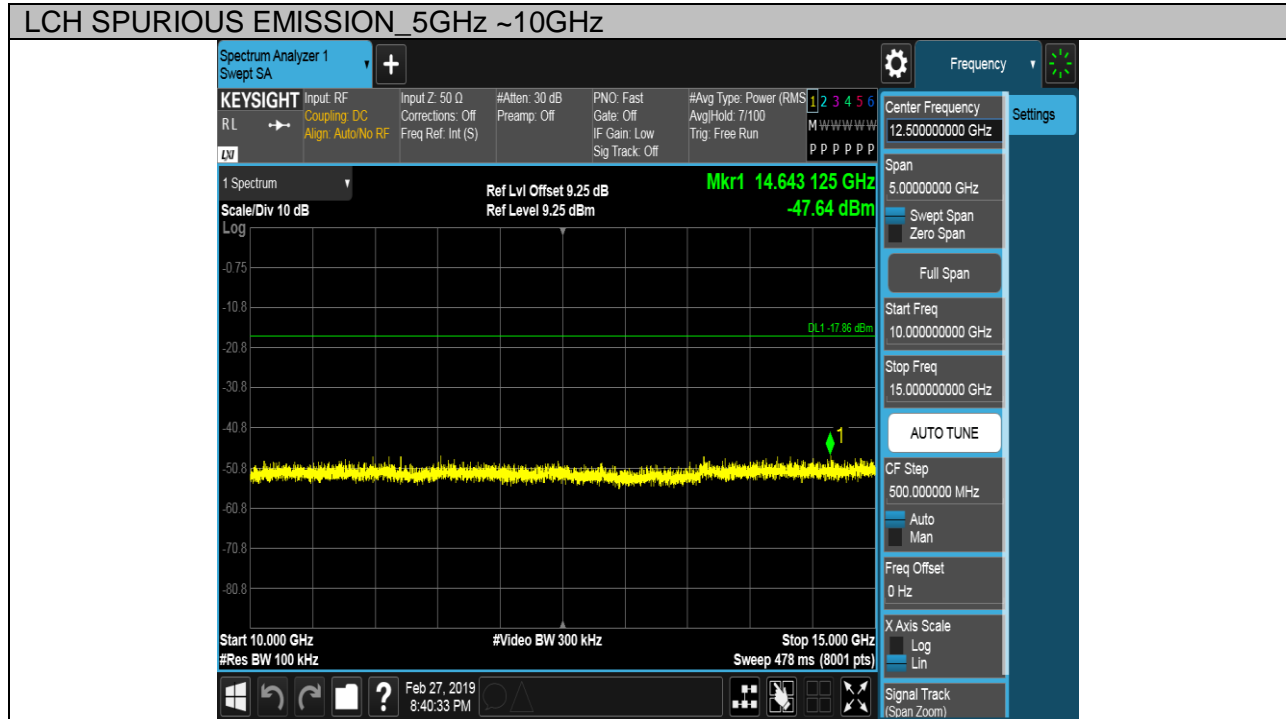 LCH SPURIOUS EMISSION_5GHz ~10GHz
Spectrum Analyzer 1
Swept SA
+
Frequency
KEYSIGHT
RL
LXI
Input: RF
Coupling: DC
Align: Auto/No RF
Input Z: 50 Ω
Corrections: Off
Freq Ref: Int (S)
#Atten: 30 dB
Preamp: Off
PNO: Fast
Gate: Off
IF Gain: Low
Sig Track: Off
#Avg Type: Power (RMS
Avg|Hold: 7/100
Trig: Free Run
1 2 3 4 5 6
M W W W W W
P P P P P P
Center Frequency
12.500000000 GHz
Settings
1 Spectrum
Scale/Div 10 dB
Ref Lvl Offset 9.25 dB
Ref Level 9.25 dBm
Mkr1 14.643 125 GHz
-47.64 dBm
Span
5.00000000 GHz
Swept Span
Zero Span
Full Span
Start Freq
10.000000000 GHz
Stop Freq
15.000000000 GHz
AUTO TUNE
CF Step
500.000000 MHz
Auto
Man
Freq Offset
0 Hz
X Axis Scale
Log
Lin
Signal Track
(Span Zoom)
Log
-0.75
-10.8
DL1 -17.86 dBm
-20.8
-30.8
-40.8
1
-50.8
-60.8
-70.8
-80.8
Start 10.000 GHz
#Res BW 100 kHz
#Video BW 300 kHz
Stop 15.000 GHz
Sweep 478 ms (8001 pts)
?
Feb 27, 2019
8:40:33 PM